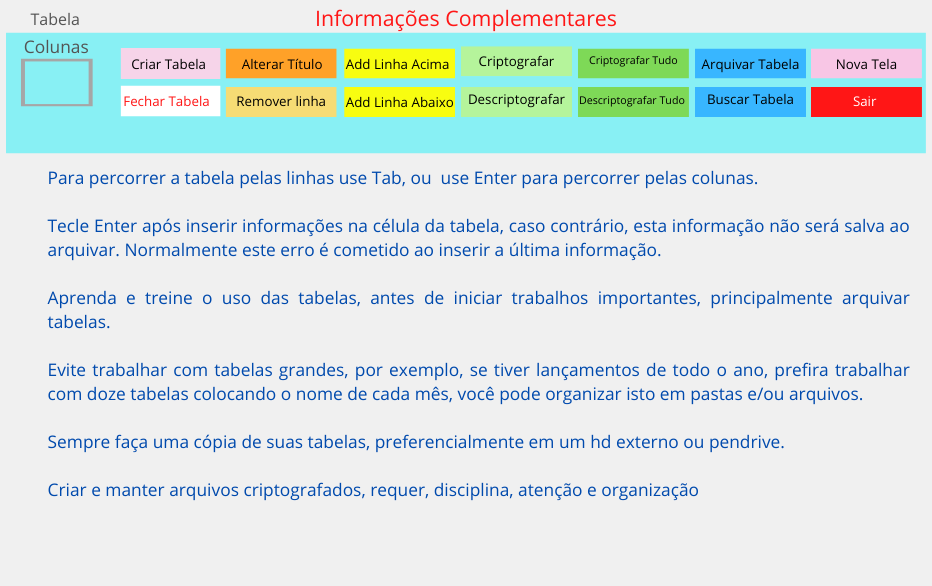 Tabela
Informações Complementares
Colunas
Criar Tabela
Alterar Título
Add Linha Acima
Criptografar
Criptografar Tudo
Arquivar Tabela
Nova Tela
Fechar Tabela
Remover linha
Add Linha Abaixo
Descriptografar
Descriptografar Tudo
Buscar Tabela
Sair
Para percorrer a tabela pelas linhas use Tab, ou use Enter para percorrer pelas colunas.
Tecle Enter após inserir informações na célula da tabela, caso contrário, esta informação não será salva ao
arquivar. Normalmente este erro é cometido ao inserir a última informação.
Aprenda e treine o uso das tabelas, antes de iniciar trabalhos importantes, principalmente arquivar
tabelas.
Evite trabalhar com tabelas grandes, por exemplo, se tiver lançamentos de todo o ano, prefira trabalhar
com doze tabelas colocando o nome de cada mês, você pode organizar isto em pastas e/ou arquivos.
Sempre faça uma cópia de suas tabelas, preferencialmente em um hd externo ou pendrive.
Criar e manter arquivos criptografados, requer, disciplina, atenção e organização